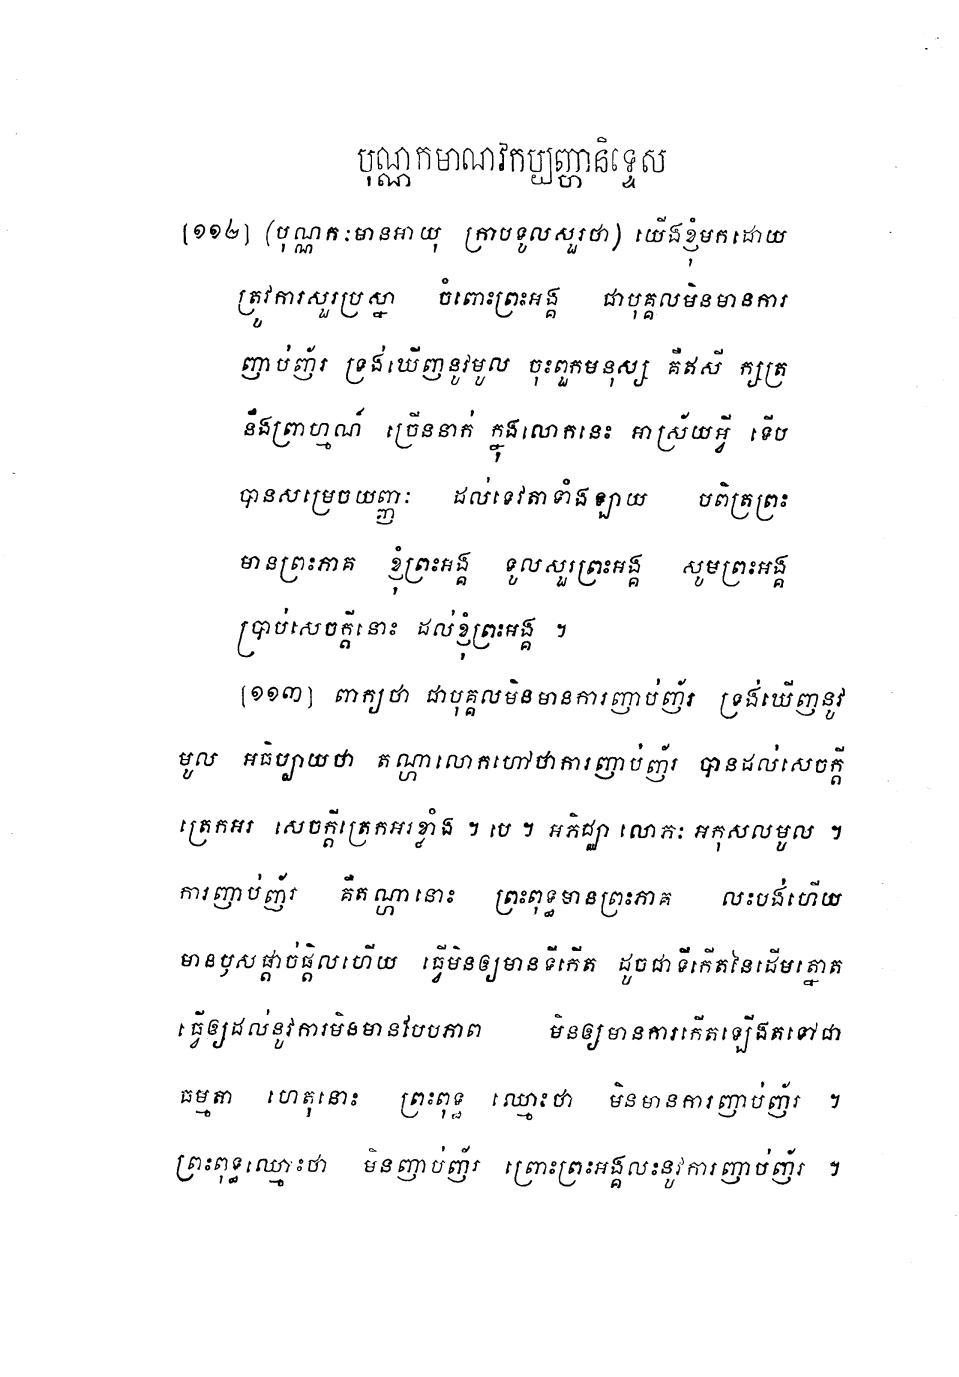 បុណ្ណកមាណវកប្បញ្ហានិទ្ទេស
[១១២] (បុណ្ណកៈមានអាយុ ក្រាបទូលសួរថា) យើងខ្ញុំមកដោយ
ត្រូវការសួរប្រស្នា ចំពោះព្រះអង្គ ជាបុគ្គលមិនមានការ
ញាប់ញ័រ ទ្រង់ឃើញនូវមូល ចុះពួកមនុស្ស គឺឥសី ក្សត្រ
នឹងព្រាហ្មណ៍ ច្រើននាក់ ក្នុងលោកនេះ អាស្រ័យអ្វី ទើប
បានសម្រេចយញ្ញៈ ដល់ទេវតាទាំងឡាយ បពិត្រព្រះ
មានព្រះភាគ ខ្ញុំព្រះអង្គ ទូលសួរព្រះអង្គ សូមព្រះអង្គ
ប្រាប់សេចក្តីនោះ ដល់ខ្ញុំព្រះអង្គ ។
[១១៣] ពាក្យថា ជាបុគ្គលមិនមានការញាប់ញ័រ ទ្រង់ឃើញនូវ
មូល អធិប្បាយថា តណ្ហាលោកហៅថាការញាប់ញ័រ បានដល់សេចក្តី
ត្រេកអរ សេចក្តីត្រេកអរខ្លាំង ។ បេ ។ អភិជ្ឈា លោភៈ អកុសលមូល ។
ការញាប់ញ័រ គឺតណ្ហានោះ ព្រះពុទ្ធមានព្រះភាគ លះបង់ហើយ
មានឫសផ្តាច់ផ្តិលហើយ ធ្វើមិនឲ្យមានទីកើត ដូចជាទីកើតនៃដើមត្នោត
ធ្វើឲ្យដល់នូវការមិនមានបែបភាព មិនឲ្យមានការកើតឡើងតទៅជា
ធម្មតា ហេតុនោះ ព្រះពុទ្ធ ឈ្មោះថា មិនមានការញាប់ញ័រ ។
ព្រះពុទ្ធឈ្មោះថា មិនញាប់ញ័រ ព្រោះព្រះអង្គលះនូវការញាប់ញ័រ ។